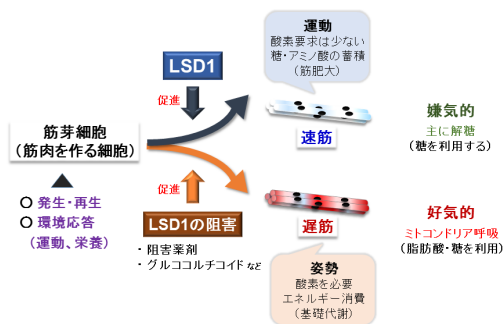 運動
酸素要求は少ない
糖・アミノ酸の蓄積
（筋肥大）
LSD1
促進
速筋
嫌気的
主に解糖
（糖を利用する）
筋芽細胞
（筋肉を作る細胞）
〇 発生・再生
〇 環境応答
（運動、栄養）
促進
LSD1の阻害
・ 阻害薬剤
・ グルココルチコイド など
遅筋
好気的
ミトコンドリア呼吸
（脂肪酸・糖を利用）
姿勢
酸素を必要
エネルギー消費
（基礎代謝）